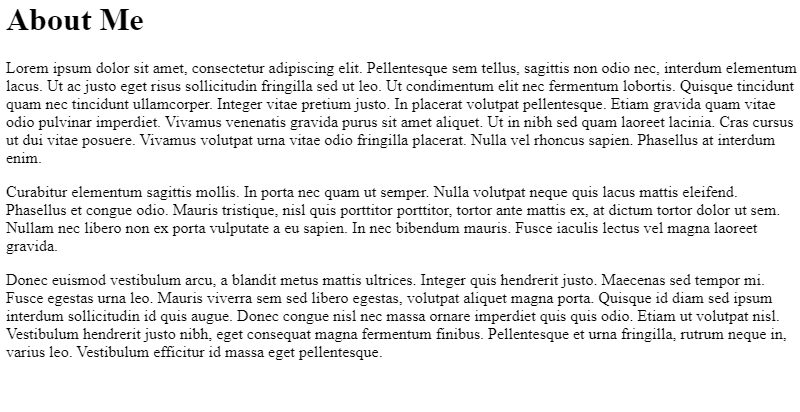 About Me
Lorem ipsum dolor sit amet, consectetur adipiscing elit. Pellentesque sem tellus, sagittis non odio nec, interdum elementum
lacus. Ut ac justo eget risus sollicitudin fringilla sed ut leo. Ut condimentum elit nec fermentum lobortis. Quisque tincidunt
quam nec tincidunt ullamcorper. Integer vitae pretium justo. In placerat volutpat pellentesque. Etiam gravida quam vitae
odio pulvinar imperdiet. Vivamus venenatis gravida purus sit amet aliquet. Ut in nibh sed quam laoreet lacinia. Cras cursus
ut dui vitae posuere. Vivamus volutpat urna vitae odio fringilla placerat. Nulla vel rhoncus sapien. Phasellus at interdum
enim.
Curabitur elementum sagittis mollis. In porta nec quam ut semper. Nulla volutpat neque quis lacus mattis eleifend.
Phasellus et congue odio. Mauris tristique, nisl quis porttitor porttitor, tortor ante mattis ex, at dictum tortor dolor ut sem.
Nullam nec libero non ex porta vulputate a eu sapien. In nec bibendum mauris. Fusce iaculis lectus vel magna laoreet
gravida.
Donec euismod vestibulum arcu, a blandit metus mattis ultrices. Integer quis hendrerit justo. Maecenas sed tempor mi.
Fusce egestas urna leo. Mauris viverra sem sed libero egestas, volutpat aliquet magna porta. Quisque id diam sed ipsum
interdum sollicitudin id quis augue. Donec congue nisl nec massa ornare imperdiet quis quis odio. Etiam ut volutpat nisl.
Vestibulum hendrerit justo nibh, eget consequat magna fermentum finibus. Pellentesque et urna fringilla, rutrum neque in,
varius leo. Vestibulum efficitur id massa eget pellentesque.